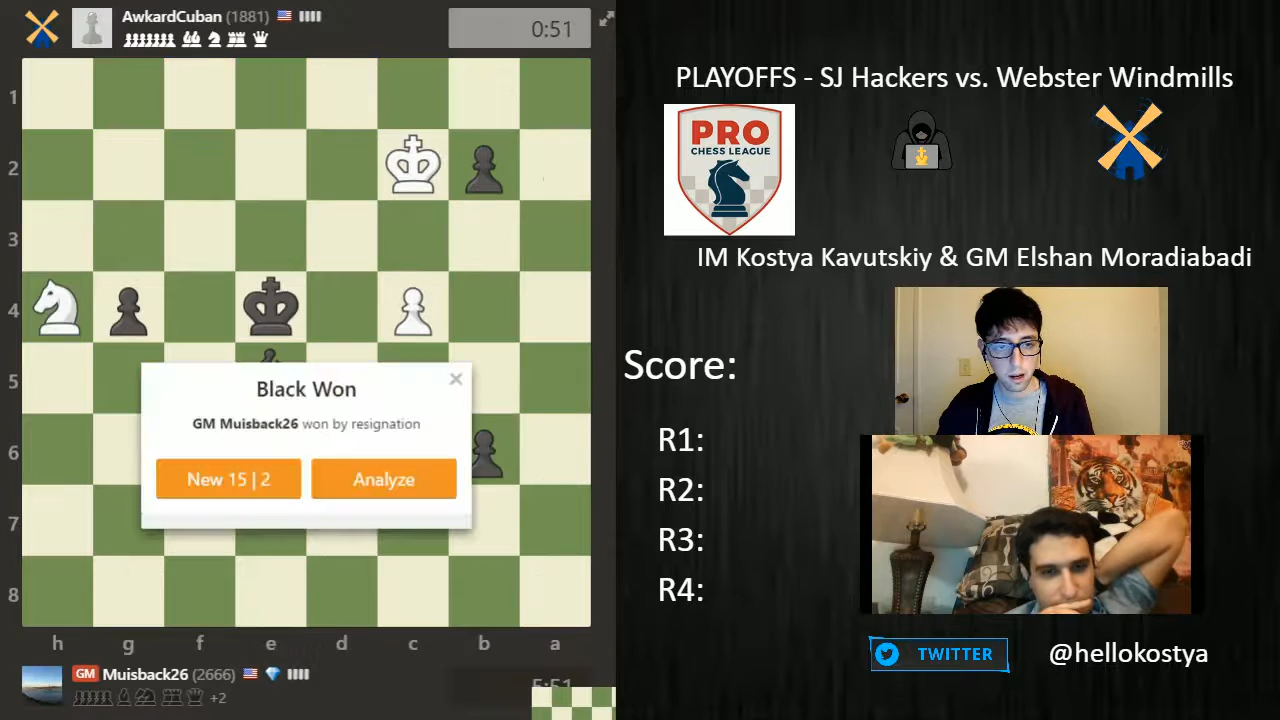 AwkardCuban (1881)
0:51
1
2
3
4
5
6
7
8
h g f e d c b a
Black Won
GM Muisback26 won by resignation
New 15 | 2
Analyze
GM Muisback26 (2666)
+2
5:51
PLAYOFFS - SJ Hackers vs. Webster Windmills
PRO
CHESS LEAGUE
IM Kostya Kavutskiy & GM Elshan Moradiabadi
Score:
R1:
R2:
R3:
R4:
TWITTER
@hellokostya